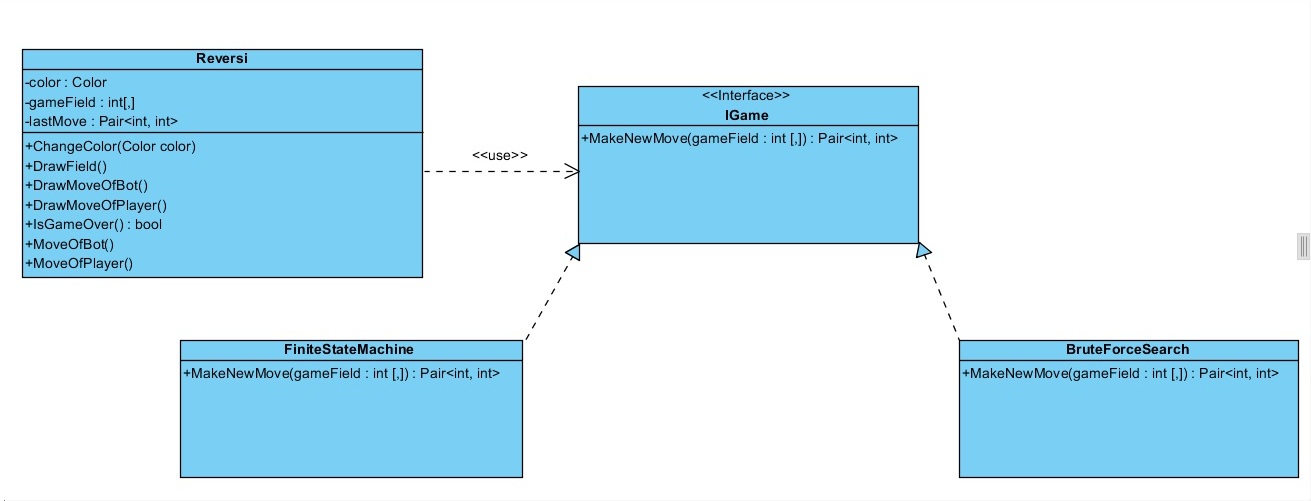 Reversi
-color : Color
-gameField : int[,]
-lastMove : Pair<int, int>
+ChangeColor(Color color)
+DrawField()
+DrawMoveOfBot()
+DrawMoveOfPlayer()
+IsGameOver() : bool
+MoveOfBot()
+MoveOfPlayer()
<<use>>
<<Interface>>
IGame
+MakeNewMove(gameField : int [,]) : Pair<int, int>
FiniteStateMachine
+MakeNewMove(gameField : int [,]) : Pair<int, int>
BruteForceSearch
+MakeNewMove(gameField : int [,]) : Pair<int, int>